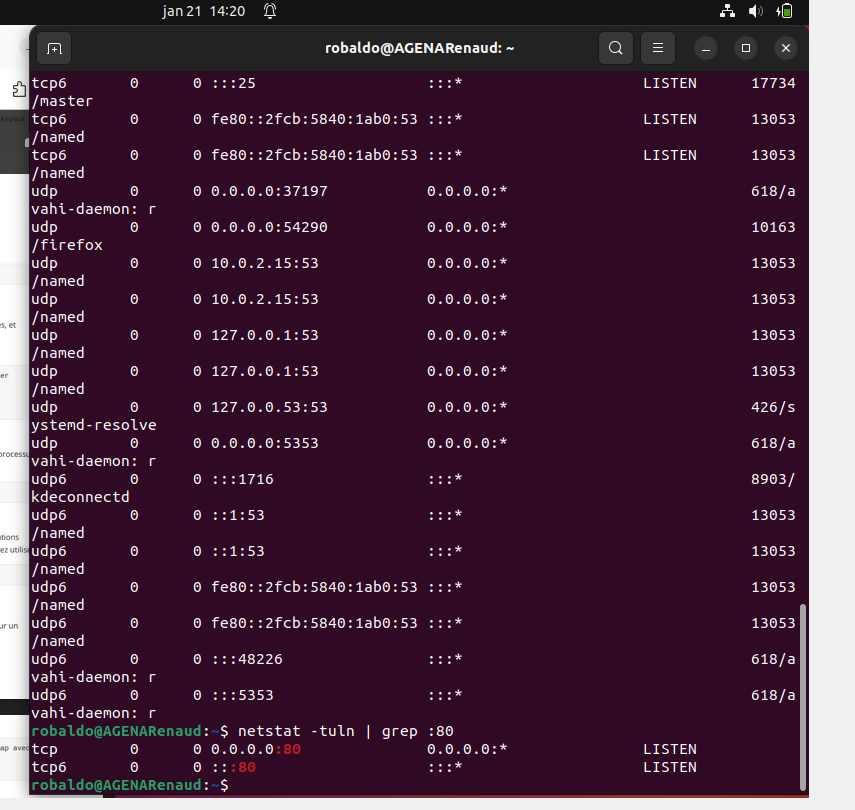 jan 21 14:20
robaldo@AGENARenaud: ~
tcp6       0      0 :::25                   :::*                    LISTEN      17734
/master
tcp6       0      0 fe80::2fcb:5840:1ab0:53 :::*                    LISTEN      13053
/named
tcp6       0      0 fe80::2fcb:5840:1ab0:53 :::*                    LISTEN      13053
/named
udp        0      0 0.0.0.0:37197           0.0.0.0:*                           618/a
vahi-daemon: r
udp        0      0 0.0.0.0:54290           0.0.0.0:*                           10163
/firefox
udp        0      0 10.0.2.15:53            0.0.0.0:*                           13053
/named
udp        0      0 10.0.2.15:53            0.0.0.0:*                           13053
/named
udp        0      0 127.0.0.1:53            0.0.0.0:*                           13053
/named
udp        0      0 127.0.0.1:53            0.0.0.0:*                           13053
/named
udp        0      0 127.0.0.53:53           0.0.0.0:*                           426/s
ystemd-resolve
udp        0      0 0.0.0.0:5353            0.0.0.0:*                           618/a
vahi-daemon: r
udp6       0      0 :::1716                 :::*                                8903/
kdeconnectd
udp6       0      0 ::1:53                  :::*                                13053
/named
udp6       0      0 ::1:53                  :::*                                13053
/named
udp6       0      0 fe80::2fcb:5840:1ab0:53 :::*                                13053
/named
udp6       0      0 fe80::2fcb:5840:1ab0:53 :::*                                13053
/named
udp6       0      0 :::48226                :::*                                618/a
vahi-daemon: r
udp6       0      0 :::5353                 :::*                                618/a
vahi-daemon: r
robaldo@AGENARenaud:~$ netstat -tuln | grep :80
tcp        0      0 0.0.0.0:80              0.0.0.0:*               LISTEN
tcp6       0      0 :::80                   :::*                    LISTEN
robaldo@AGENARenaud:~$
keyout
s, et
er
processu
tions
ez utilis
ur un
ap avec